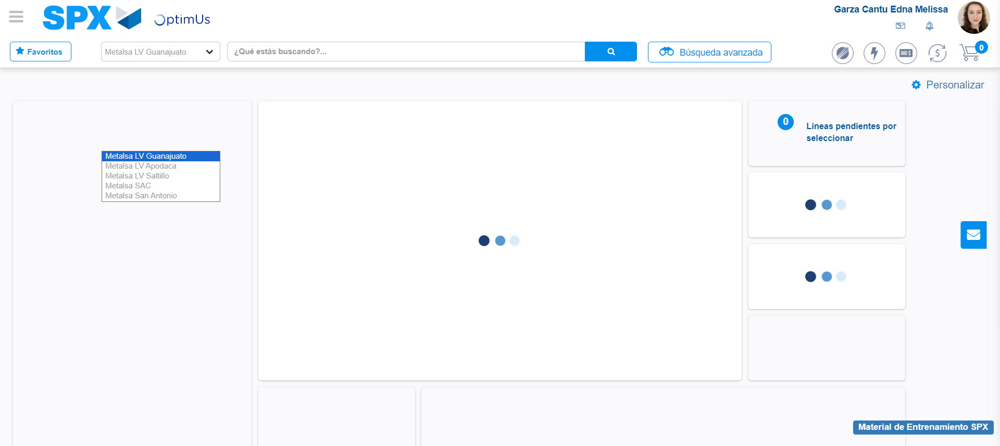 SPX
OptimUs
Garza Cantu Edna Melissa
Favoritos
Metalsa LV Guanajuato
¿Qué estás buscando?...
Búsqueda avanzada
0
Personalizar
0
Lineas pendientes por
seleccionar
Metalsa LV Guanajuato
Metalsa LV Apodaca
Metalsa LV Saltillo
Metalsa SAC
Metalsa San Antonio
Material de Entrenamiento SPX